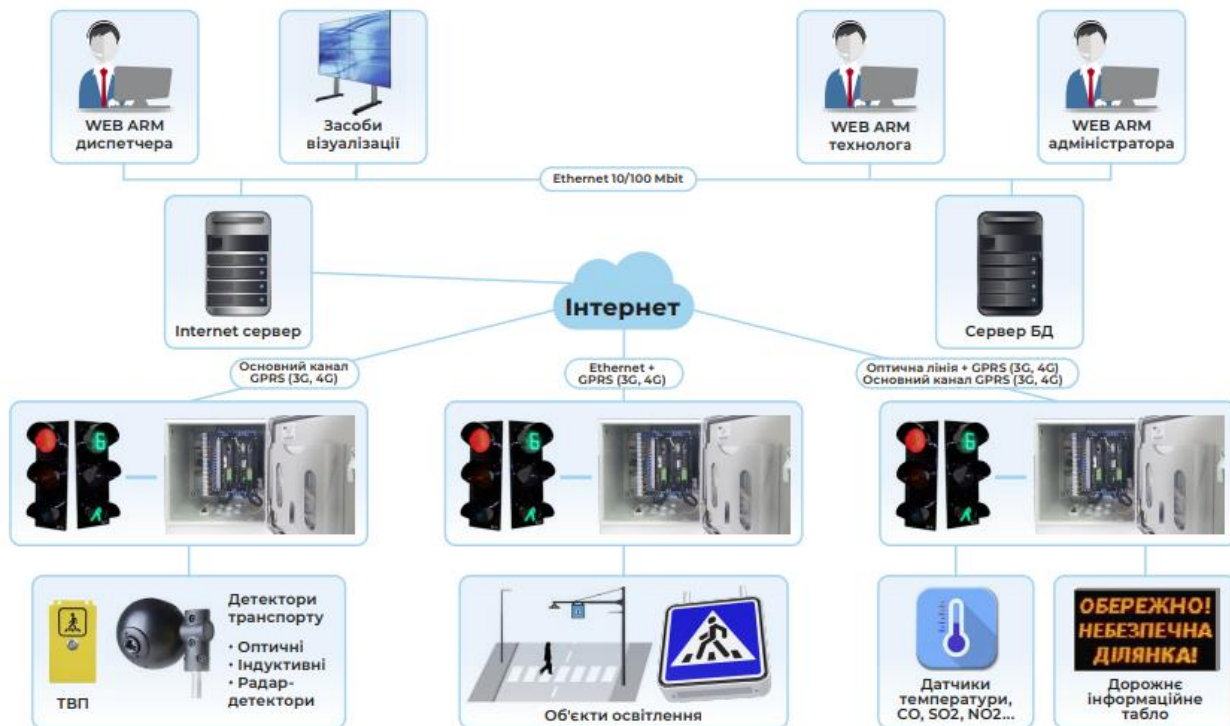 WEB ARM
диспетчера
Засоби
візуалізації
WEB ARM
технолога
WEB ARM
адміністратора
Ethernet 10/100 Mbit
Internet сервер
Інтернет
Сервер БД
Основний канал
GPRS (3G, 4G)
Ethernet +
GPRS (3G, 4G)
Оптична лінія + GPRS (3G, 4G)
Основний канал GPRS (3G, 4G)
6
6
6
ТВП
Детектори
транспорту
• Оптичні
• Індуктивні
• Радар-
детектори
Об'єкти освітлення
Датчики
температури,
CO, SO2, NO2...
ОБЕРЕЖНО!
НЕБЕЗПЕЧНА
ДІЛЯНКА!
Дорожнє
інформаційне
табло